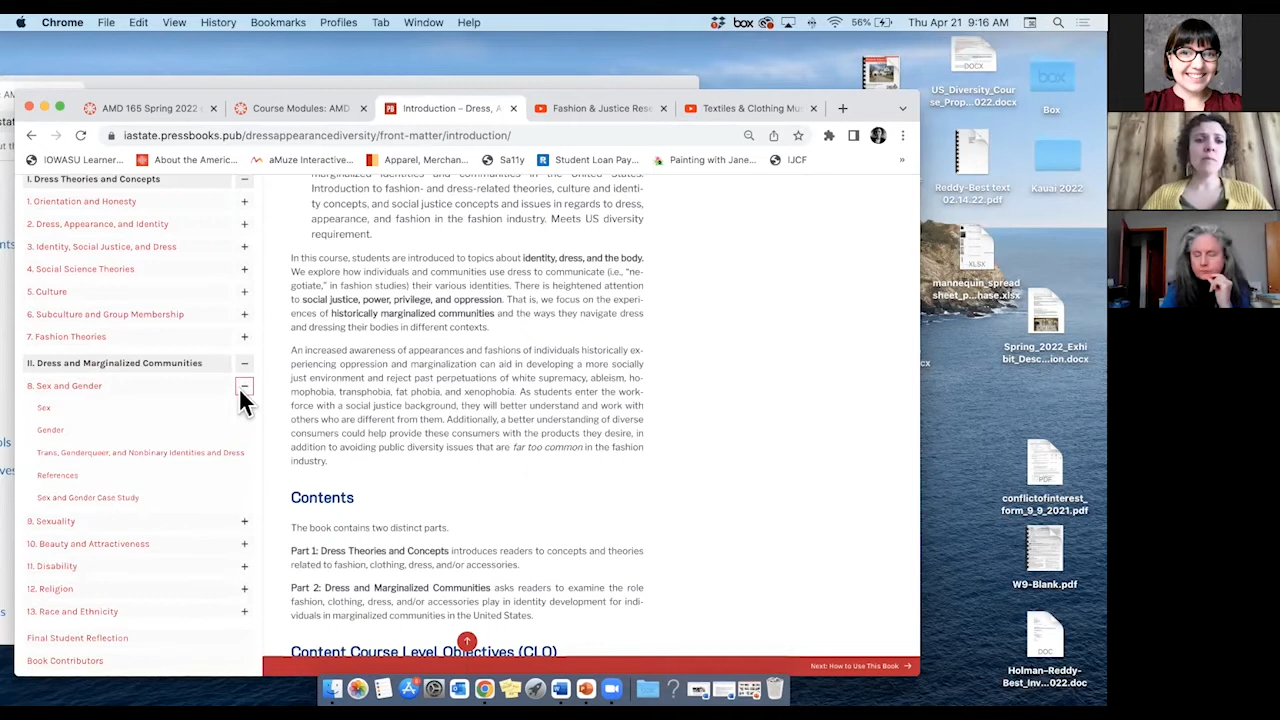 Chrome File Edit View History Bookmarks Profiles Tab Window Help
box 56% Thu Apr 21 9:16 AM
AMD 165 Spring 2022
Course Modules: AMD
Introduction – Dress, A
Fashion & Justice Rese
Textiles & Clothing Mus
iastate.pressbooks.pub/dressappearancediversity/front-matter/introduction/
IOWASU Learner...
About the Americ...
aMuze Interactive...
Apparel, Merchan...
Sa11y
Student Loan Pay...
Painting with Jane...
IJCF
»
I. Dress Theories and Concepts
1. Orientation and Honesty
2. Dress, Appearance, and Identity
3. Identity, Social Justice, and Dress
4. Social Science Theories
5. Culture
6. Subculture and Group Membership
7. Fashion Theories
II. Dress and Marginalized Communities
8. Sex and Gender
Sex
Gender
Trans, Genderqueer, and Nonbinary Identities and Dress
References
Sex and Gender Case Study
9. Sexuality
10. Beauty and Attractiveness
11. Disability
12. Religion
13. Race and Ethnicity
Final Student Reflection
Book Contributors
marginalized identities and communities in the United States.
Introduction to fashion- and dress-related theories, culture and identi-
ty concepts, and social justice concepts and issues in regards to dress,
appearance, and fashion in the fashion industry. Meets US diversity
requirement.
In this course, students are introduced to topics about identity, dress, and the body.
We explore how individuals and communities use dress to communicate (i.e., "ne-
gotiate," in fashion studies) their various identities. There is heightened attention
to social justice, power, privilege, and oppression. That is, we focus on the experi-
historically marginalized communities and the ways they navigate dress
and dressing their bodies in different contexts.
An increased awareness of appearances and fashions of individuals historically ex-
periencing oppression and marginalization can aid in developing a more socially
just environment and reject past perpetuations of white supremacy, ableism, ho-
mophobia, transphobia, fat phobia, and xenophobia. As students enter the work-
force with a social justice background, they will better understand and work with
others who are different from them. Additionally, a better understanding of diverse
consumers could help provide these consumers with the products they desire, in
addition to avoiding public diversity issues that are far too common in the fashion
industry.
Contents
The book contains two distinct parts.
Part 1: Dress Theories and Concepts introduces readers to concepts and theories
related to fashion, clothing, dress, and/or accessories.
Part 2: Dress and Marginalized Communities asks readers to examine the role
fashion, clothing, dress, and/or accessories play in identity development for indi-
viduals in marginalized communities in the United States.
Content Course Level Objectives (CLO)
Next: How to Use This Book →
DOCX
US_Diversity_Cou
rse_Prop...022.docx
box
Box
Reddy-Best text
02.14.22.pdf
Kauai 2022
XLSX
mannequin_spread
sheet_p...hase.xlsx
Spring_2022_Exhi
bit_Desc...ion.docx
PDF
conflictofinterest_
form_9_9_2021.pdf
W9-Blank.pdf
DOC
Holman-Reddy-
Best_Inv...022.doc